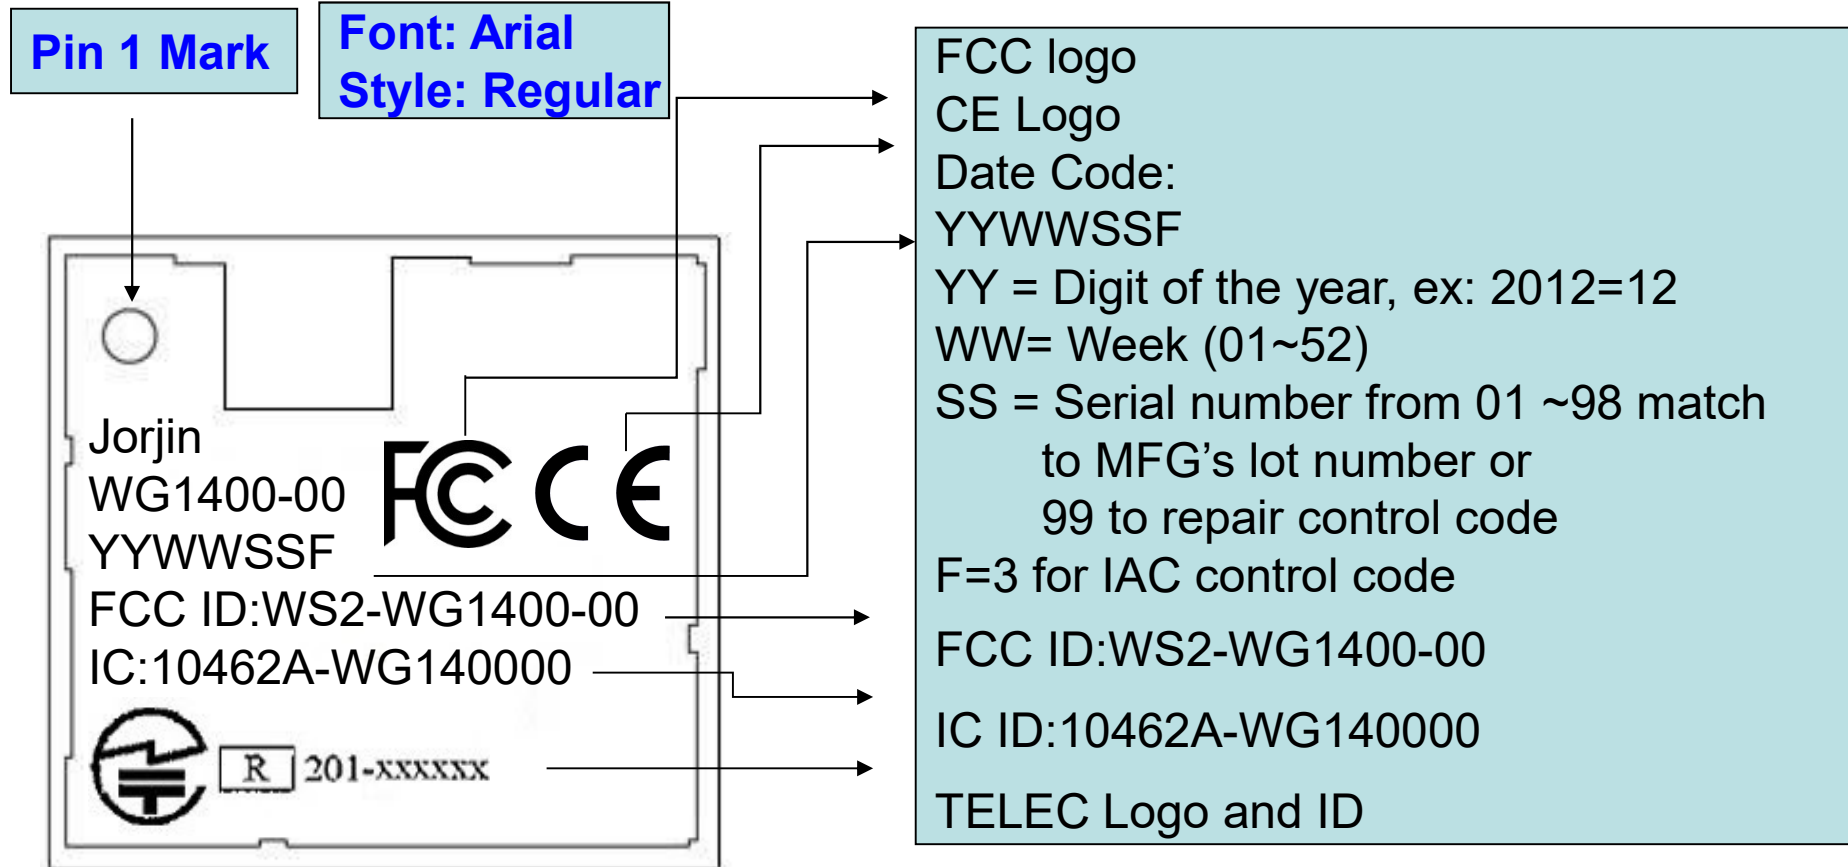 Pin 1 Mark
Font: Arial
Style: Regular
Jorjin
WG1400-00
YYWWSSF
FCC ID:WS2-WG1400-00
IC:10462A-WG140000
R 201-xxxxxx
FC CE
FCC logo
CE Logo
Date Code:
YYWWSSF
YY = Digit of the year, ex: 2012=12
WW= Week (01~52)
SS = Serial number from 01 ~98 match
to MFG's lot number or
99 to repair control code
F=3 for IAC control code
FCC ID:WS2-WG1400-00
IC ID:10462A-WG140000
TELEC Logo and ID